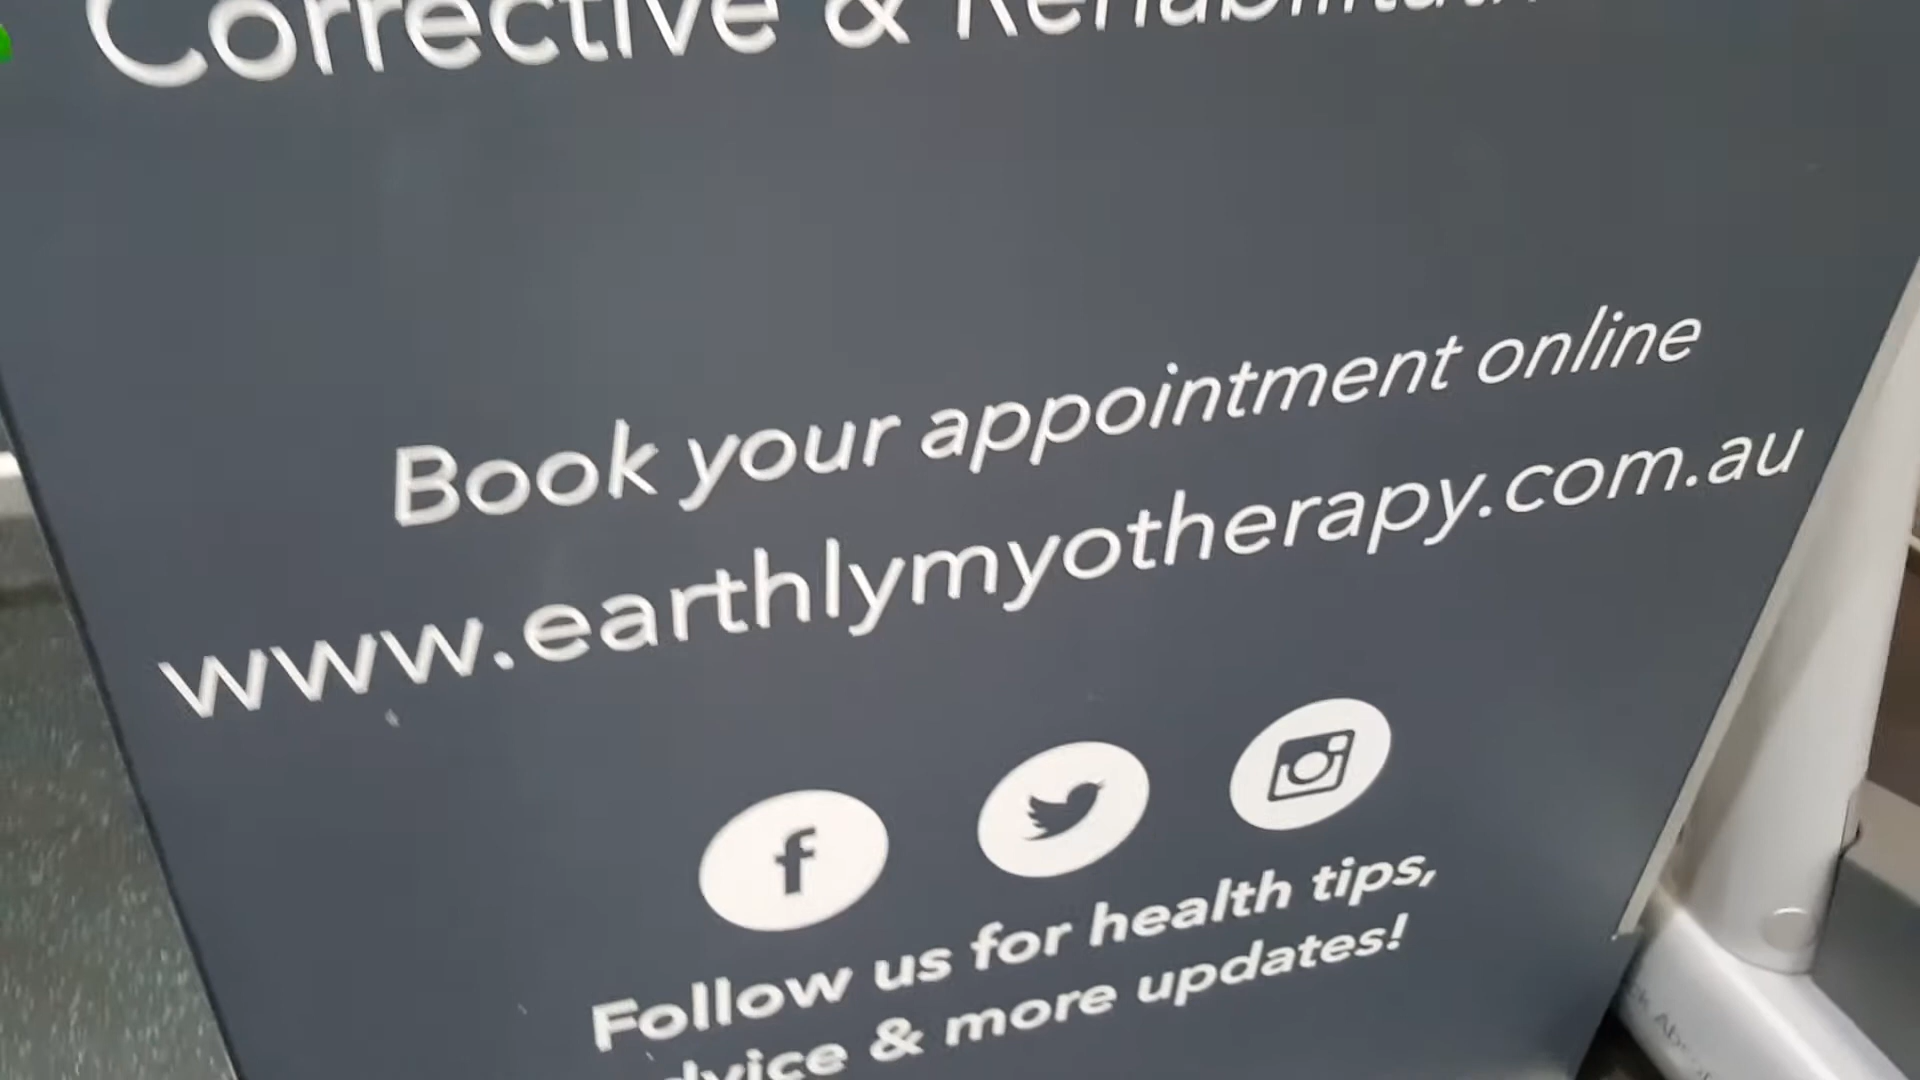 Corrective &
Book your appointment online
www.earthlymyotherapy.com.au
f
Follow us for health tips,
& more updates!